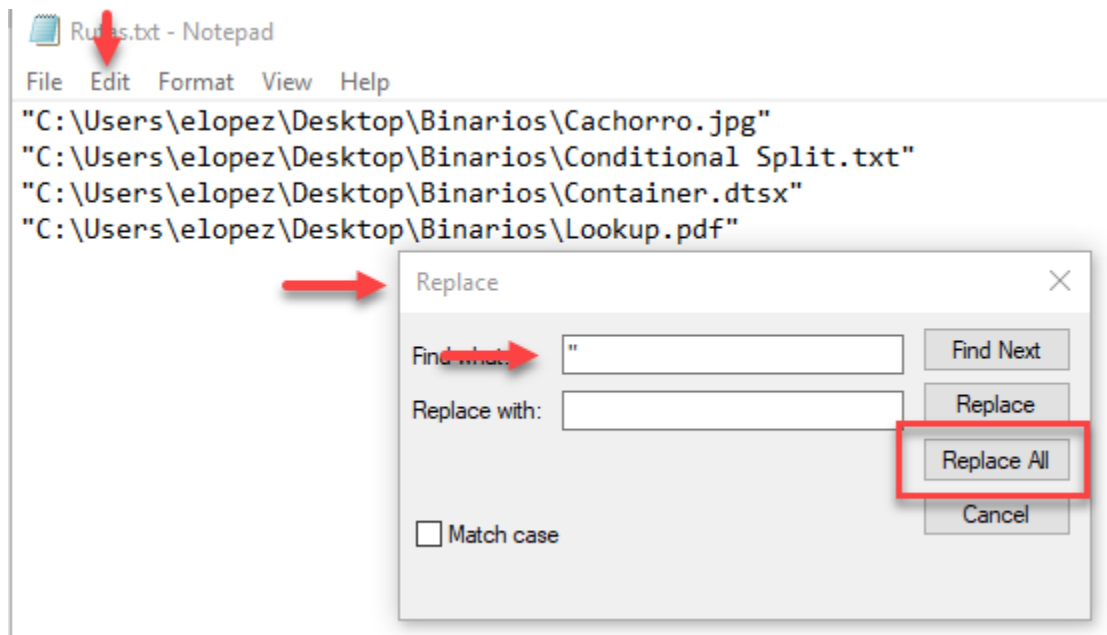 Rutas.txt - Notepad
File Edit Format View Help
"C:\Users\elopez\Desktop\Binarios\Cachorro.jpg"
"C:\Users\elopez\Desktop\Binarios\Conditional Split.txt"
"C:\Users\elopez\Desktop\Binarios\Container.dtsx"
"C:\Users\elopez\Desktop\Binarios\Lookup.pdf"
Replace
Find what: " Find Next
Replace with: Replace
Replace All
Cancel
Match case